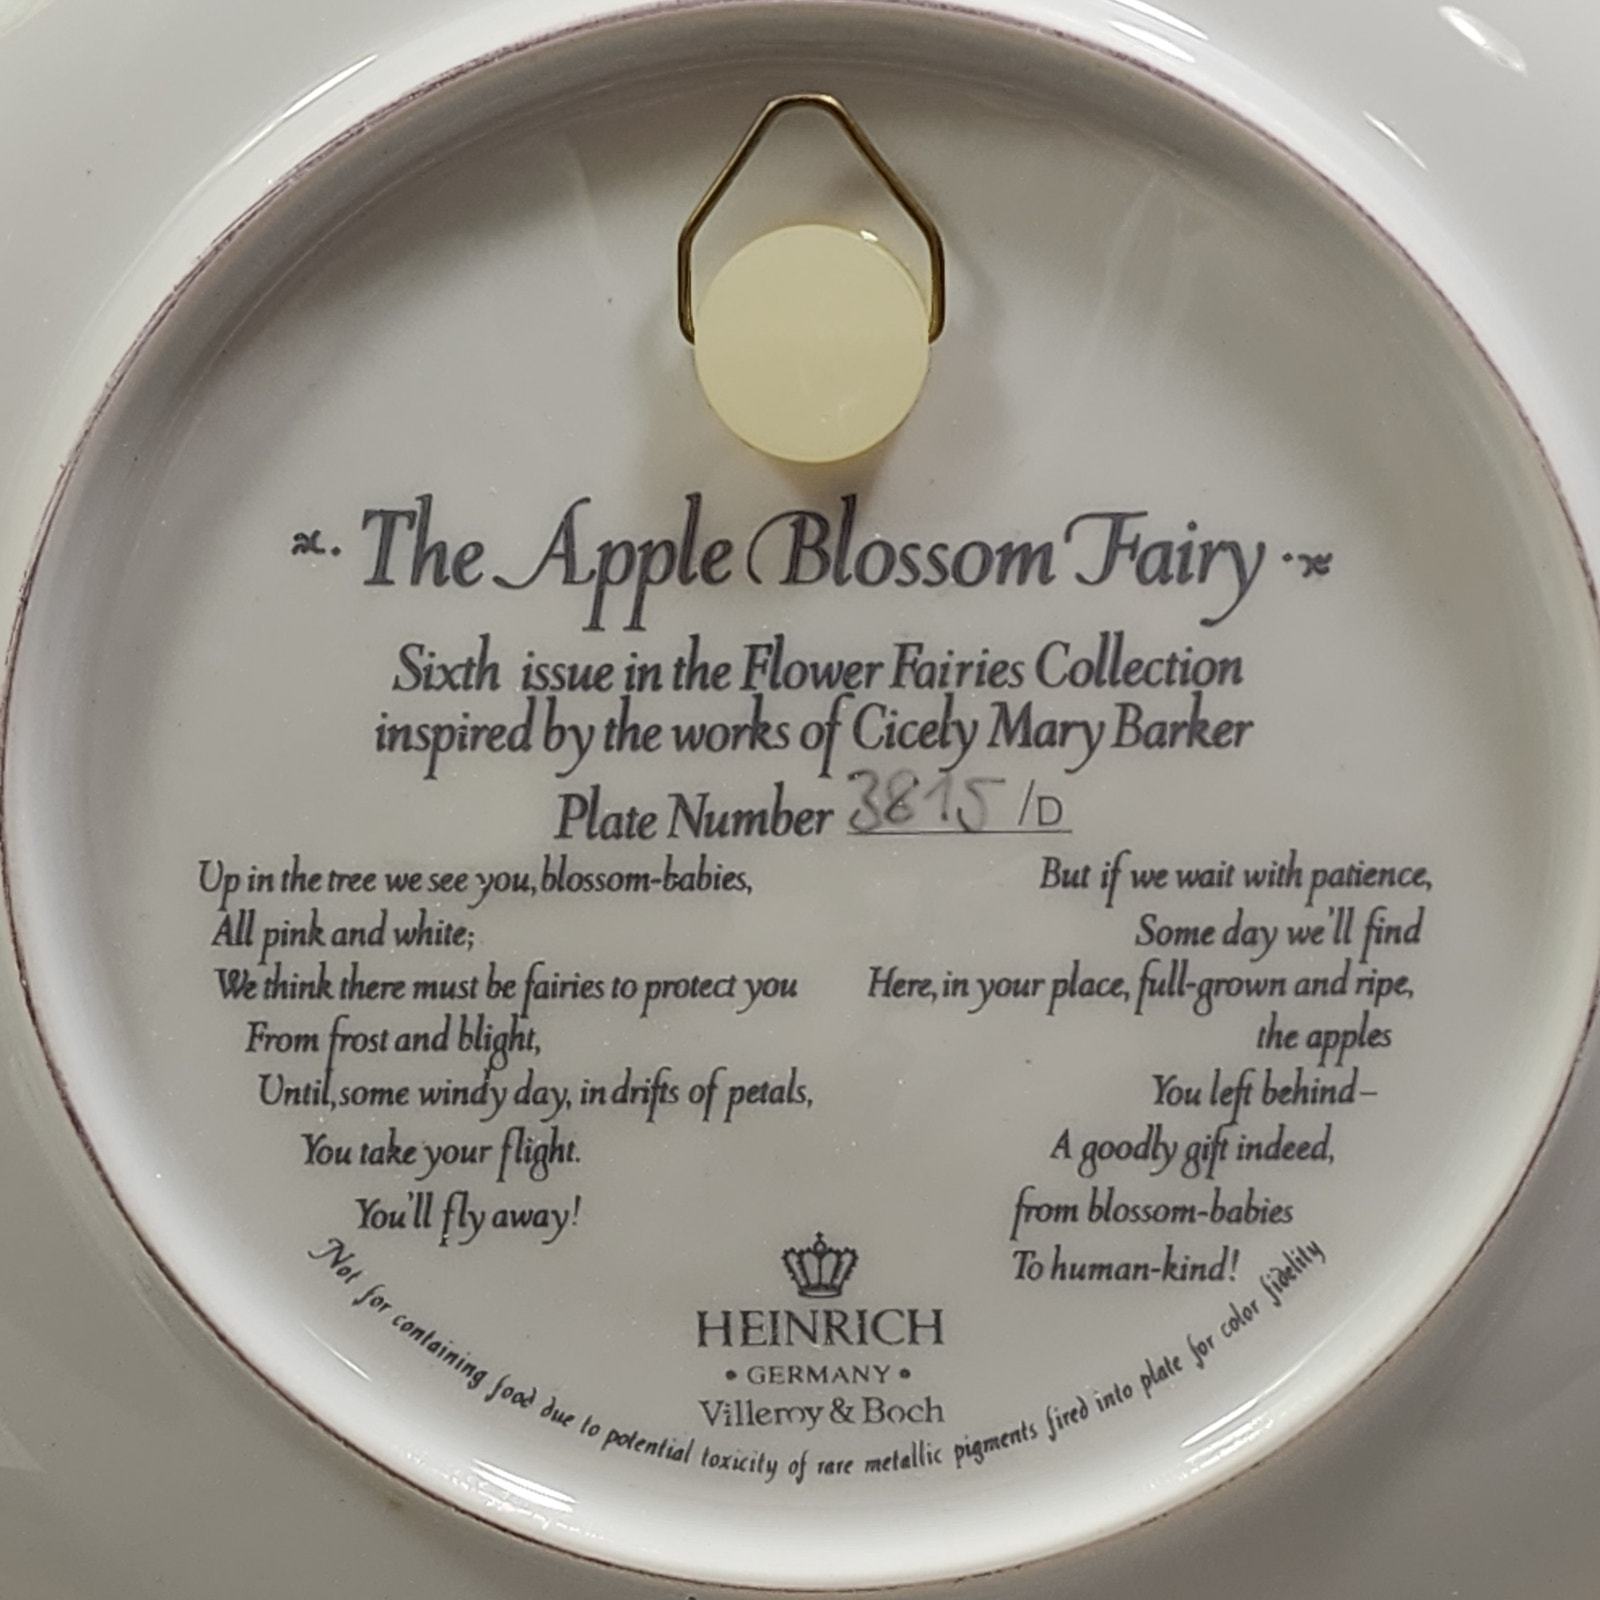 The Apple Blossom Fairy
Sixth issue in the Flower Fairies Collection
inspired by the works of Cicely Mary Barker
Plate Number 3815 /D
Up in the tree we see you, blossom-babies,
All pink and white;
We think there must be fairies to protect you
From frost and blight,
Until, some windy day, in drifts of petals,
You take your flight.
You'll fly away!
But if we wait with patience,
Some day we'll find
Here, in your place, full-grown and ripe,
the apples
You left behind–
A goodly gift indeed,
from blossom-babies
To human-kind!
HEINRICH
• GERMANY •
Villeroy & Boch
Not for containing food due to potential toxicity of rare metallic pigments fired into plate for color fidelity